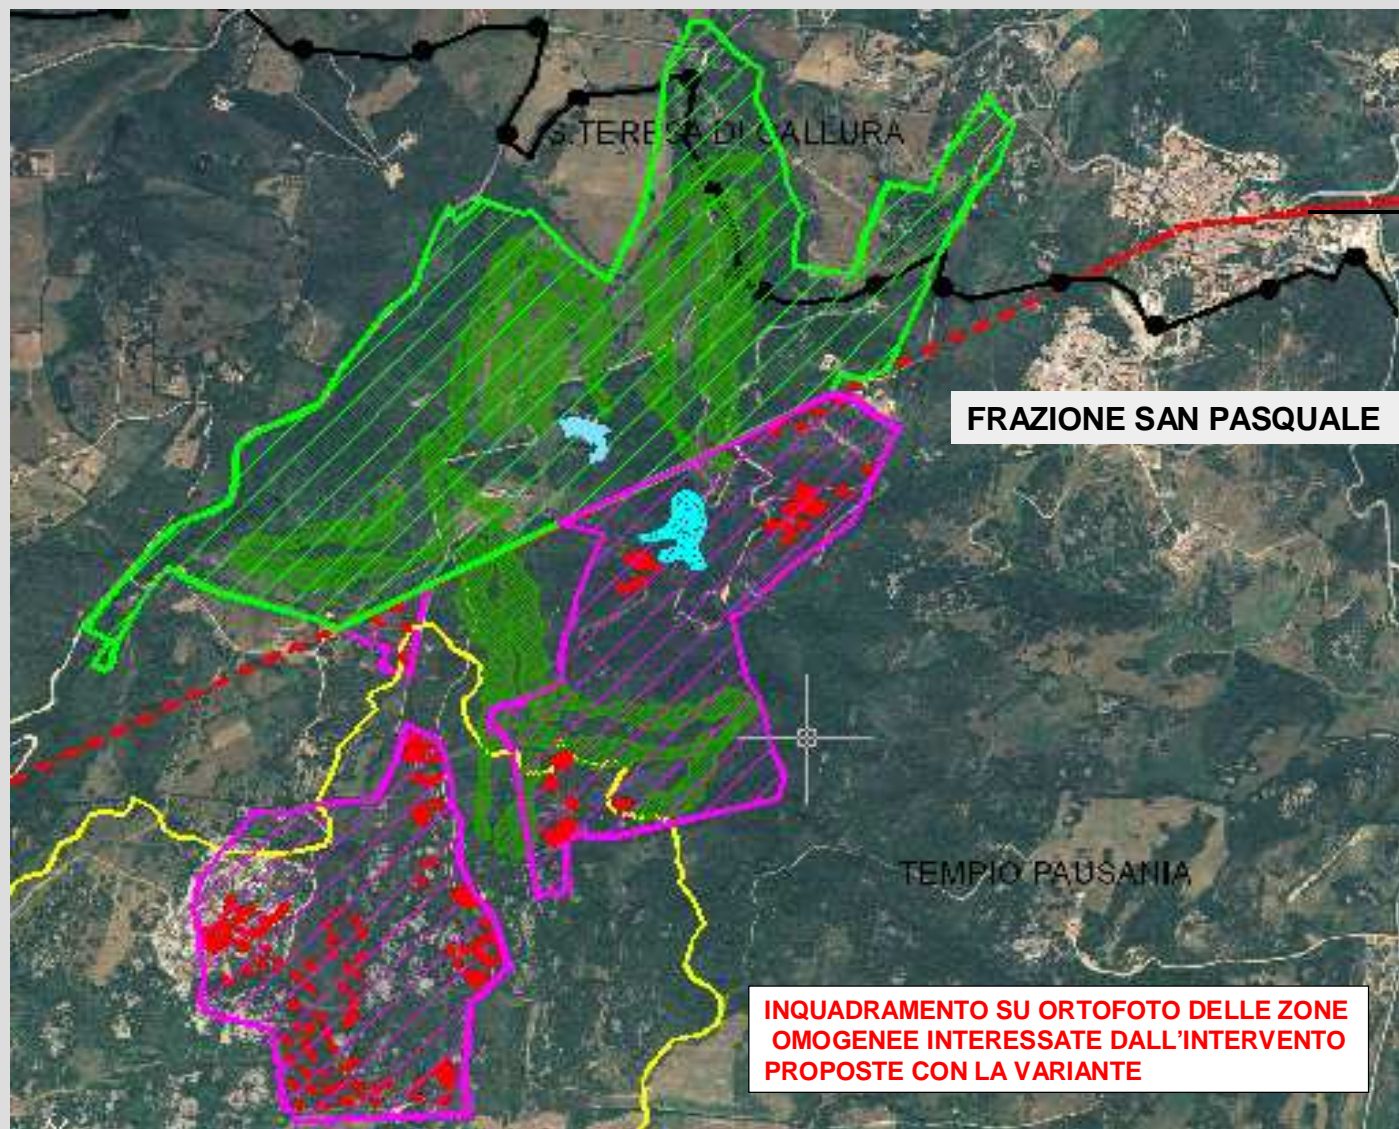 S.TERESA DI GALLURA
FRAZIONE SAN PASQUALE
TEMPIO PAUSANIA
INQUADRAMENTO SU ORTOFOTO DELLE ZONE
OMOGENEE INTERESSATE DALL'INTERVENTO
PROPOSTE CON LA VARIANTE